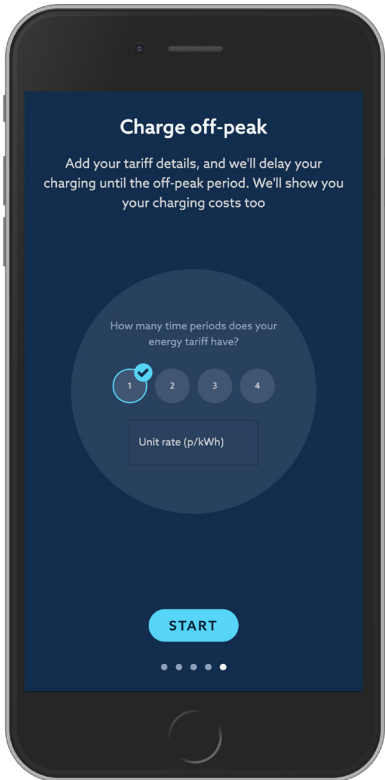 Charge off-peak
Add your tariff details, and we'll delay your
charging until the off-peak period. We'll show you
your charging costs too
How many time periods does your
energy tariff have?
1 2 3 4
Unit rate (p/kWh)
START